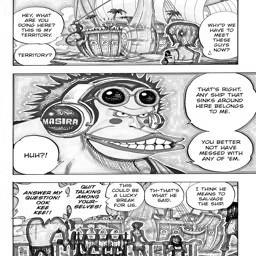 HEY, WHAT
ARE YOU
DOING HERE?
THIS IS MY
TERRITORY.
TERRITORY?
WHY'D WE
HAVE TO
MEET
THESE
GUYS
NOW?
MASIRA
THAT'S RIGHT.
ANY SHIP THAT
SINKS AROUND
HERE BELONGS
TO ME.
HUH?!
YOU BETTER
NOT HAVE
MESSED WITH
ANY OF 'EM.
ANSWER MY
QUESTION!
OOK
KEE
KEE!!
QUIT
TALKING
AMONG
YOUR-
SELVES!
THIS
COULD BE
A LUCKY
BREAK
FOR US.
TH-THAT'S
WHAT HE
SAID.
I THINK HE
MEANS TO
SALVAGE
THE SHIP.